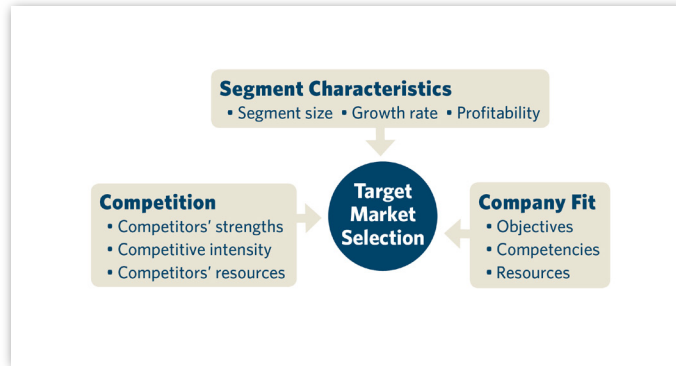 Segment Characteristics
▪ Segment size ▪ Growth rate ▪ Profitability
Competition
▪ Competitors’ strengths
▪ Competitive intensity
▪ Competitors’ resources
Target
Market
Selection
Company Fit
▪ Objectives
▪ Competencies
▪ Resources